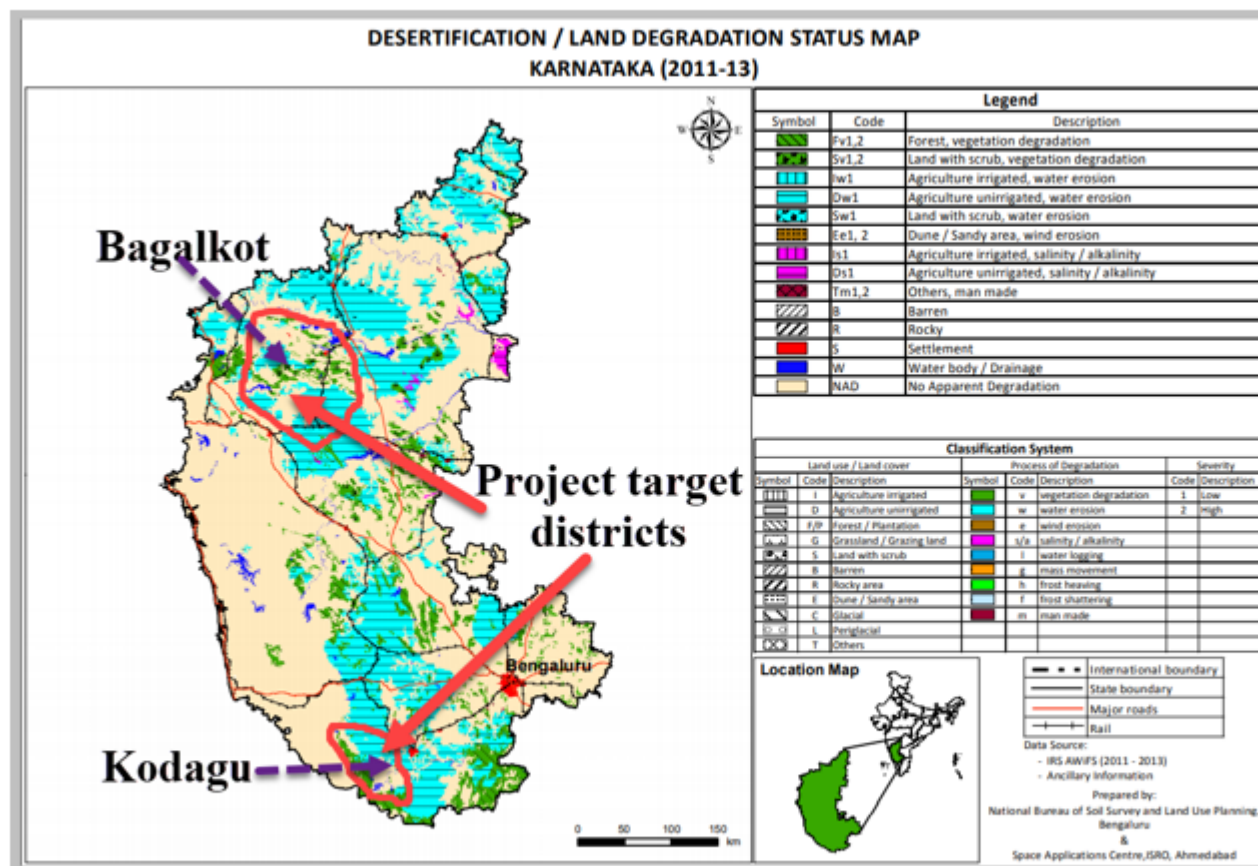 DESERTIFICATION / LAND DEGRADATION STATUS MAP
KARNATAKA (2011-13)
N
W E
S
Bagalkot
Project target
districts
Bengaluru
Kodagu
0 50 100 150
km
Legend
Symbol Code Description
Fv1,2 Forest, vegetation degradation
Sv1,2 Land with scrub, vegetation degradation
Iw1 Agriculture irrigated, water erosion
Dw1 Agriculture unirrigated, water erosion
Sw1 Land with scrub, water erosion
Ee1, 2 Dune / Sandy area, wind erosion
Is1 Agriculture irrigated, salinity / alkalinity
Ds1 Agriculture unirrigated, salinity / alkalinity
Tm1,2 Others, man made
B Barren
R Rocky
S Settlement
W Water body / Drainage
NAD No Apparent Degradation
Classification System
Land use / Land cover Process of Degradation Severity
Symbol Code Description Symbol Code Description Code Description
I Agriculture irrigated v vegetation degradation 1 Low
D Agriculture unirrigated w water erosion 2 High
F/P Forest / Plantation e wind erosion
G Grassland / Grazing land s/a salinity / alkalinity
S Land with scrub l water logging
B Barren g mass movement
R Rocky area h frost heaving
E Dune / Sandy area f frost shattering
C Glacial m man made
L Periglacial
T Others
Location Map
International boundary
State boundary
Major roads
Rail
Data Source:
- IRS AWiFS (2011 - 2013)
- Ancillary Information
Prepared by:
National Bureau of Soil Survey and Land Use Planning,
Bengaluru
&
Space Applications Centre,ISRO, Ahmedabad